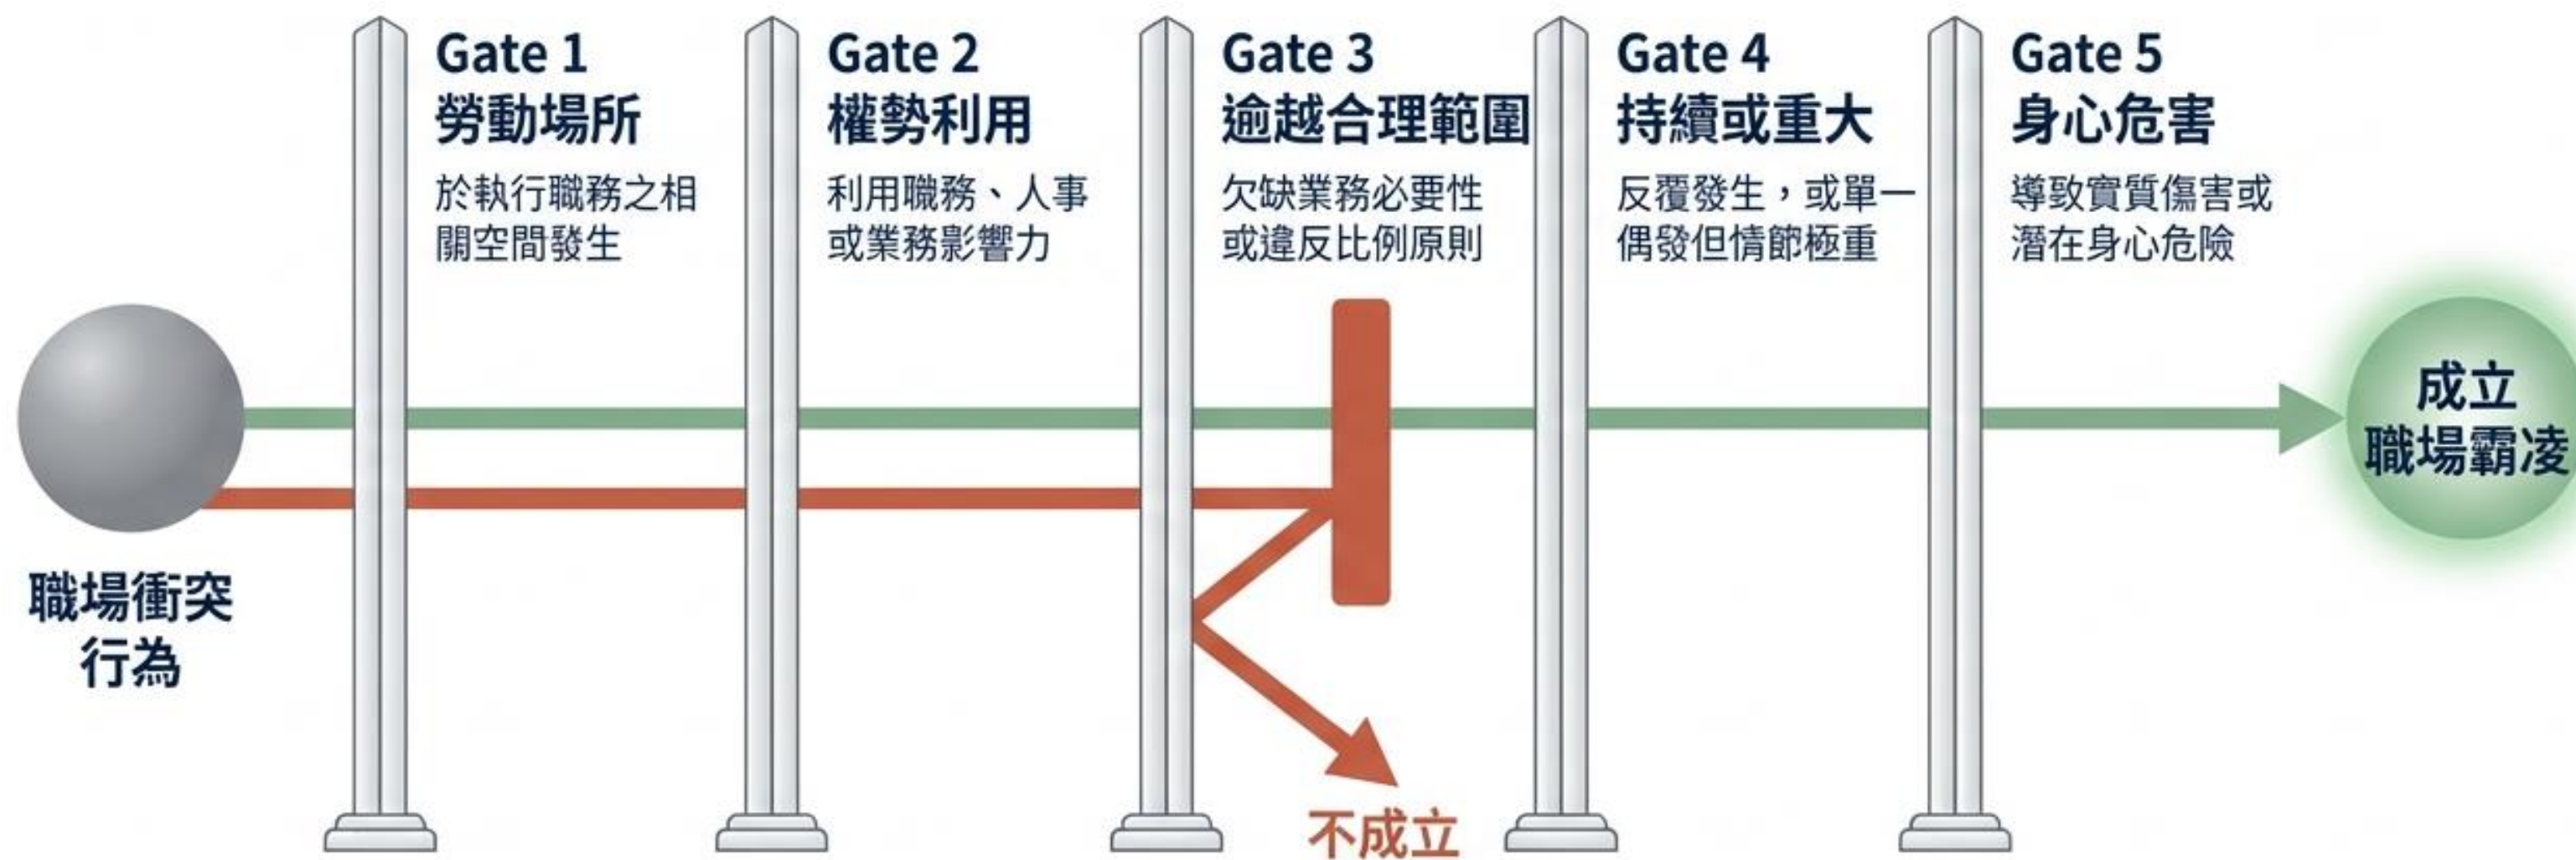 Gate 1
勞動場所
於執行職務之相
關空間發生
Gate 2
權勢利用
利用職務、人事
或業務影響力
Gate 3
逾越合理範圍
欠缺業務必要性
或違反比例原則
Gate 4
持續或重大
反覆發生，或單一
偶發但情節極重
Gate 5
身心危害
導致實質傷害或
潛在身心危險
職場衝突
行為
成立
職場霸凌
不成立